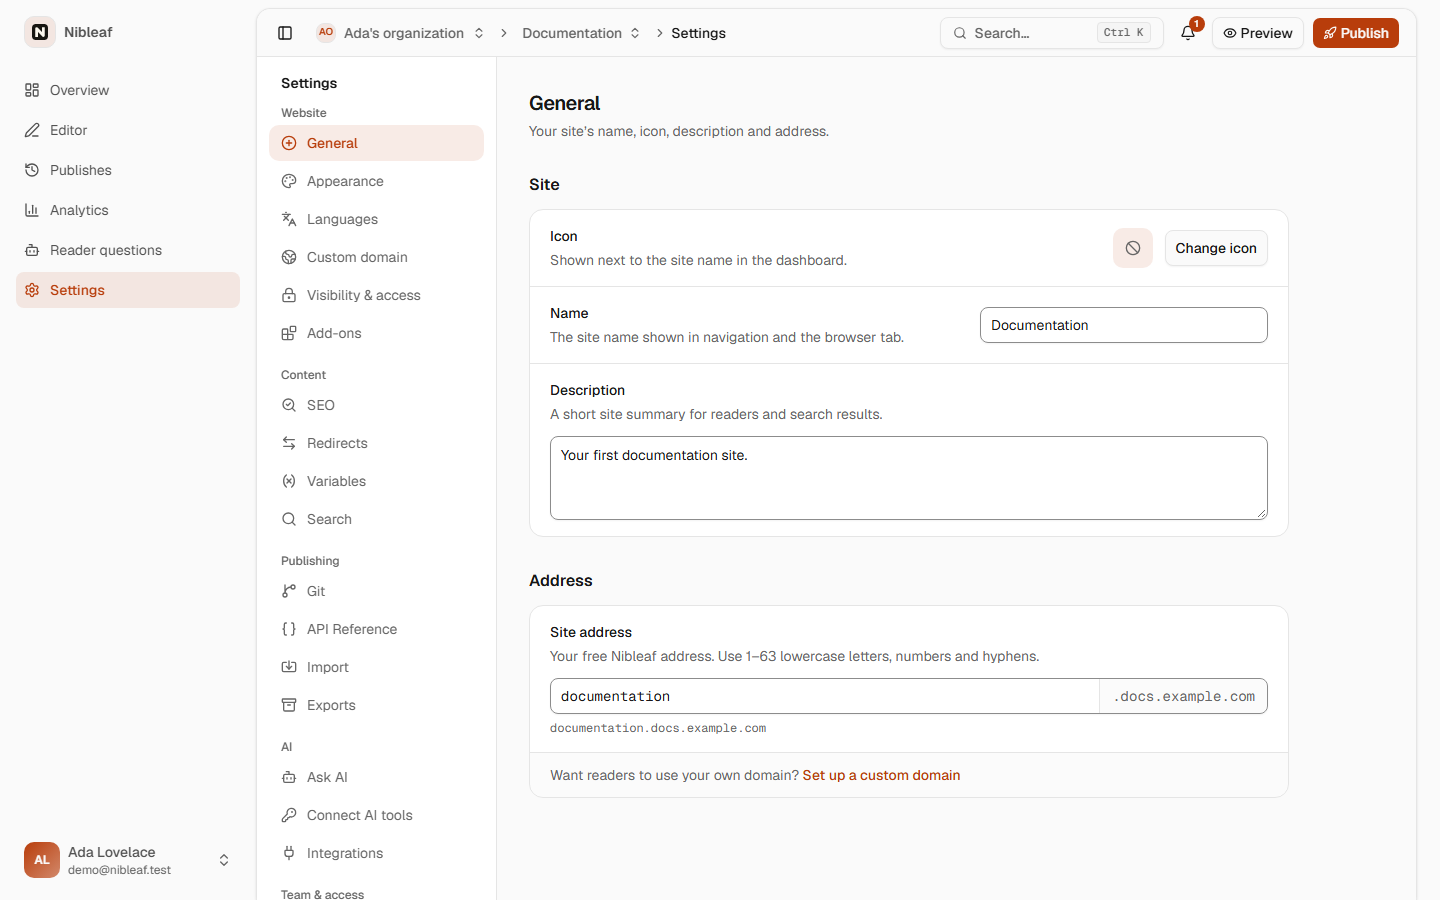 Nibleaf
Overview
Editor
Publishes
Analytics
Reader questions
Settings
AL
Ada Lovelace
demo@nibleaf.test
AO Ada's organization
Documentation
Settings
Search...
Ctrl K
1
Preview
Publish
Settings
Website
General
Appearance
Languages
Custom domain
Visibility & access
Add-ons
Content
SEO
Redirects
Variables
Search
Publishing
Git
API Reference
Import
Exports
AI
Ask AI
Connect AI tools
Integrations
Team & access
General
Your site's name, icon, description and address.
Site
Icon
Shown next to the site name in the dashboard.
Change icon
Name
The site name shown in navigation and the browser tab.
Documentation
Description
A short site summary for readers and search results.
Your first documentation site.
Address
Site address
Your free Nibleaf address. Use 1–63 lowercase letters, numbers and hyphens.
documentation
.docs.example.com
documentation.docs.example.com
Want readers to use your own domain? Set up a custom domain